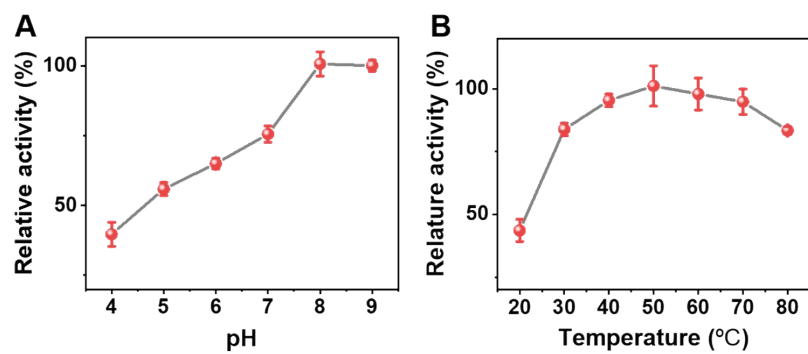 A
Relative activity (%)
100
50
4 5 6 7 8 9
pH
B
Relature activity (%)
100
50
20 30 40 50 60 70 80
Temperature (°C)